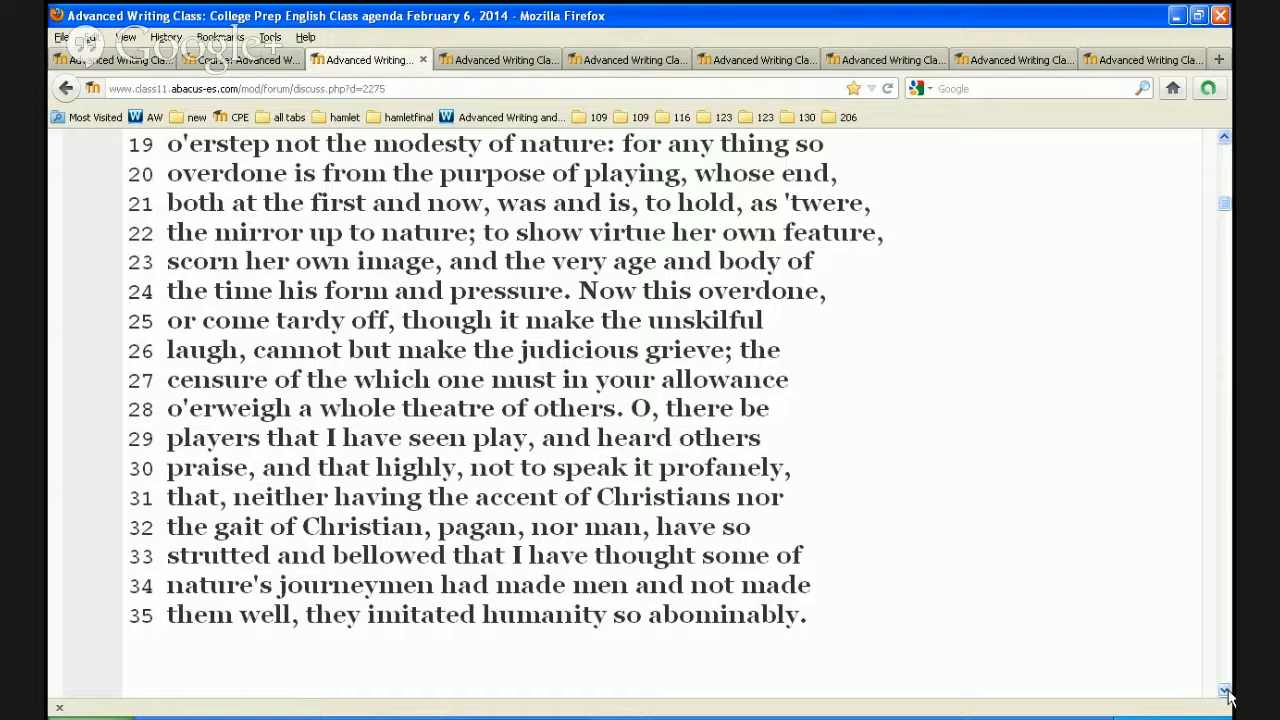 Advanced Writing Class: College Prep English Class agenda February 6, 2014 - Mozilla Firefox
File Edit View History Bookmarks Tools Help
Google+
Advanced Writing Cla... Course: Advanced W... Advanced Writing... Advanced Writing Cla... Advanced Writing Cla... Advanced Writing Cla... Advanced Writing Cla... Advanced Writing Cla... Advanced Writing Cla...
www.class11.abacus-es.com/mod/forum/discuss.php?d=2275 Google
Most Visited AW new CPE all tabs hamlet hamletfinal Advanced Writing and... 109 109 116 123 123 130 206
19 o'erstep not the modesty of nature: for any thing so
20 overdone is from the purpose of playing, whose end,
21 both at the first and now, was and is, to hold, as 'twere,
22 the mirror up to nature; to show virtue her own feature,
23 scorn her own image, and the very age and body of
24 the time his form and pressure. Now this overdone,
25 or come tardy off, though it make the unskilful
26 laugh, cannot but make the judicious grieve; the
27 censure of the which one must in your allowance
28 o'erweigh a whole theatre of others. O, there be
29 players that I have seen play, and heard others
30 praise, and that highly, not to speak it profanely,
31 that, neither having the accent of Christians nor
32 the gait of Christian, pagan, nor man, have so
33 strutted and bellowed that I have thought some of
34 nature's journeymen had made men and not made
35 them well, they imitated humanity so abominably.